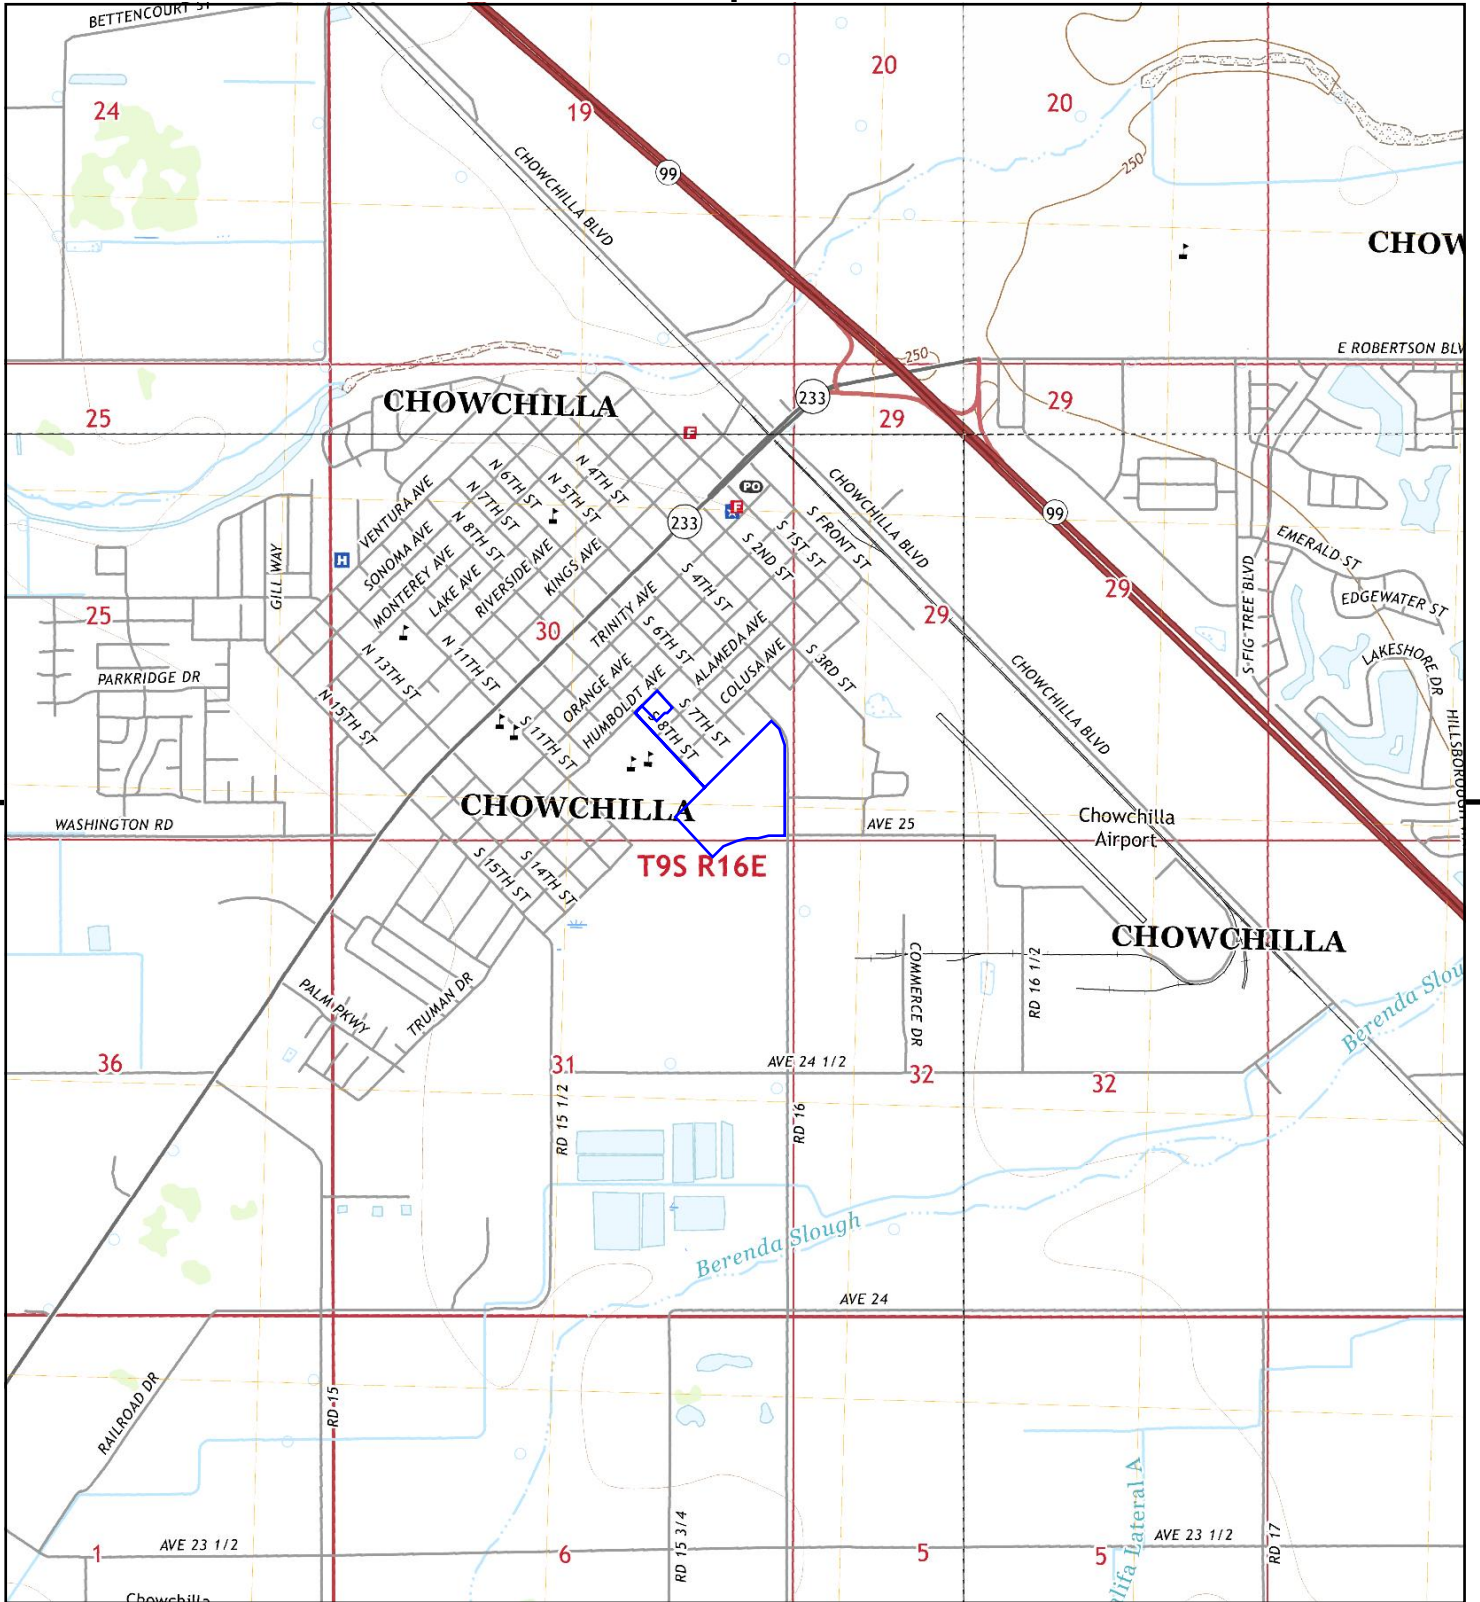 BETTENCOURT ST
24
19
20
20
99
CHOWCHILLA BLVD
250
CHOW
E ROBERTSON BLV
250
233
CHOWCHILLA
25
29
29
F
PO
F
233
99
N 4TH ST
N 5TH ST
N 6TH ST
N 7TH ST
N 8TH ST
VENTURA AVE
SONOMA AVE
MONTEREY AVE
LAKE AVE
RIVERSIDE AVE
KINGS AVE
S FRONT ST
S 1ST ST
S 2ND ST
CHOWCHILLA BLVD
EMERALD ST
EDGEWATER ST
LAKESHORE DR
S FIG TREE BLVD
HILLSBOROUGH
H
GILL WAY
25
30
29
29
S 4TH ST
TRINITY AVE
S 6TH ST
ALAMEDA AVE
COLUSA AVE
S 3RD ST
N 11TH ST
N 13TH ST
N 15TH ST
PARKRIDGE DR
ORANGE AVE
HUMBOLDT AVE
S 7TH ST
S 8TH ST
S 11TH ST
CHOWCHILLA BLVD
CHOWCHILLA
WASHINGTON RD
AVE 25
Chowchilla
Airport
T9S R16E
S 14TH ST
S 15TH ST
CHOWCHILLA
COMMERCE DR
RD 16 1/2
Berenda Slou
PALM PKWY
TRUMAN DR
36
31
AVE 24 1/2
32
32
RD 15 1/2
RD 16
Berenda Slough
AVE 24
RAILROAD DR
RD 15
RD 15 3/4
alifa Lateral A
RD 17
AVE 23 1/2
AVE 23 1/2
1
6
5
5
Chowchilla